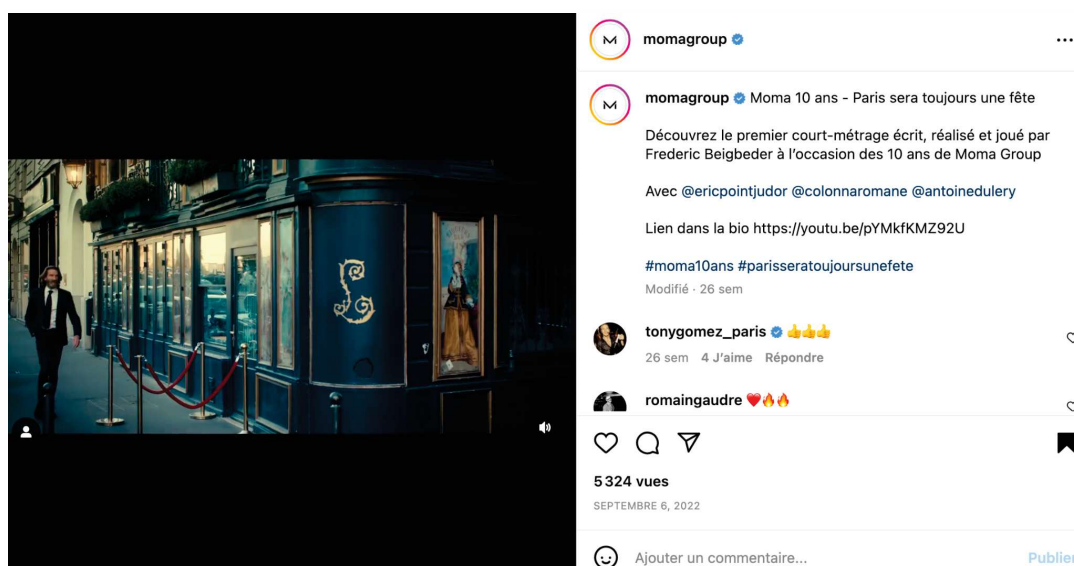 momagroup
momagroup Moma 10 ans - Paris sera toujours une fête
Découvrez le premier court-métrage écrit, réalisé et joué par
Frederic Beigbeder à l'occasion des 10 ans de Moma Group
Avec @ericpointjudor @colonnaromane @antoinedulery
Lien dans la bio https://youtu.be/pYMkfKMZ92U
#moma10ans #parisseratoujoursunefete
Modifié · 26 sem
tonygomez_paris 👍👍👍
26 sem 4 J'aime Répondre
romaingaudre ❤️🔥🔥
5 324 vues
SEPTEMBRE 6, 2022
Ajouter un commentaire...
Publier